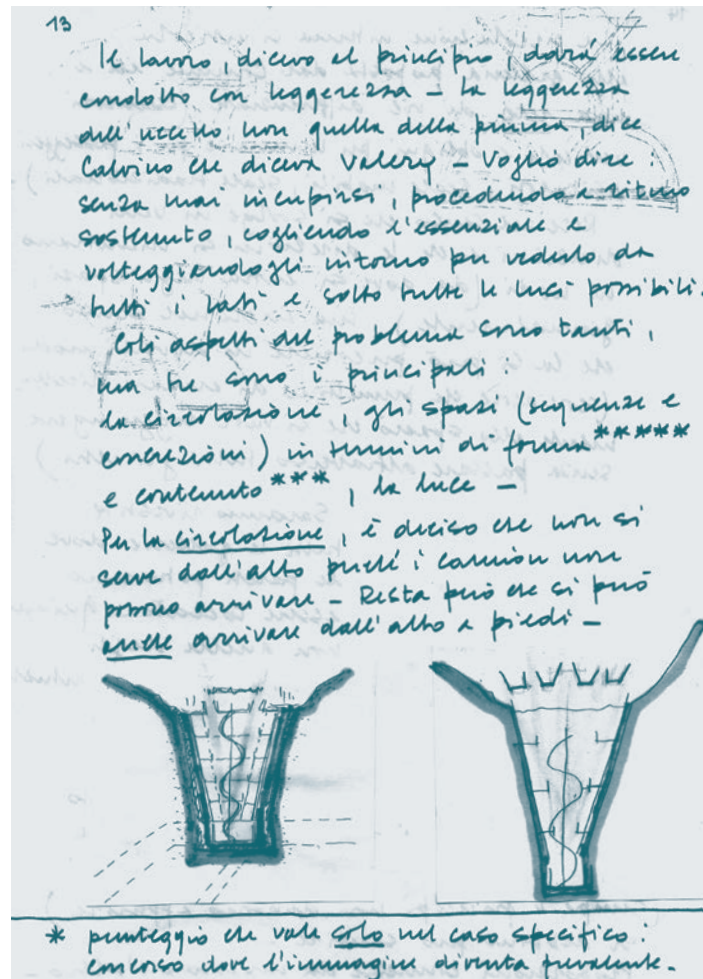 13
Il lavoro, dicevo al principio, dovrà essere
condotto con leggerezza – la leggerezza
dell'uccello non quella della piuma, dice
Calvino che diceva Valery – Voglio dire:
senza mai incupirsi, procedendo a ritmo
sostenuto, cogliendo l'essenziale e
volteggiandogli intorno per vederlo da
tutti i lati e sotto tutte le luci possibili.
Gli aspetti del problema sono tanti,
ma tre sono i principali
la circolazione, gli spazi (sequenze e
concrezioni) in termini di forma*****
e contenuto***, la luce –
Per la circolazione, è deciso che non si
serve dall'alto perché i camion non
possono arrivare – Resta però che si può
anche arrivare dall'alto a piedi –
* punteggio che vale solo nel caso specifico:
concorso dove l'immagine diventa prevalente.